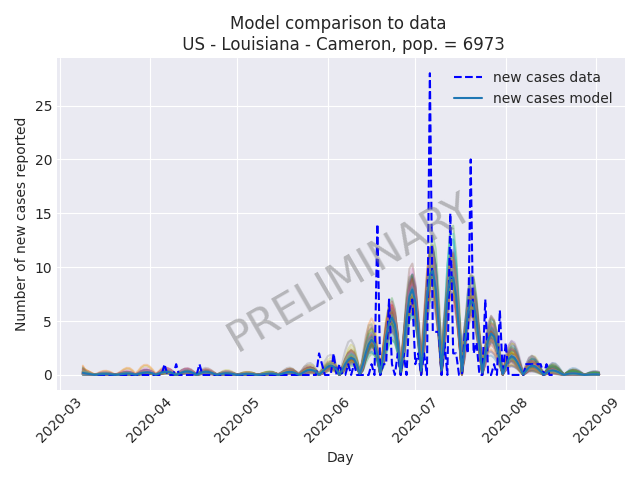 Model comparison to data
US - Louisiana - Cameron, pop. = 6973
new cases data
new cases model
Number of new cases reported
25
20
15
10
5
0
PRELIMINARY
2020-03
2020-04
2020-05
2020-06
2020-07
2020-08
2020-09
Day